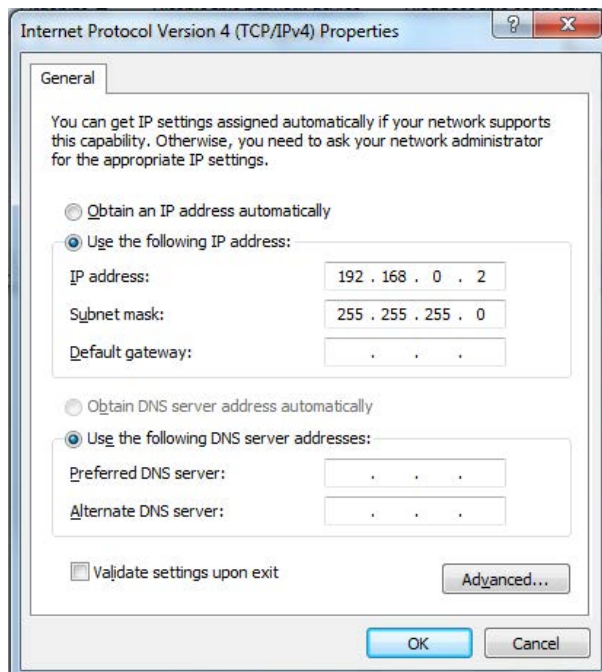 Internet Protocol Version 4 (TCP/IPv4) Properties
?
X
General
You can get IP settings assigned automatically if your network supports
this capability. Otherwise, you need to ask your network administrator
for the appropriate IP settings.
Obtain an IP address automatically
Use the following IP address:
IP address: 192 . 168 . 0 . 2
Subnet mask: 255 . 255 . 255 . 0
Default gateway: . . .
Obtain DNS server address automatically
Use the following DNS server addresses:
Preferred DNS server: . . .
Alternate DNS server: . . .
Validate settings upon exit
Advanced...
OK Cancel